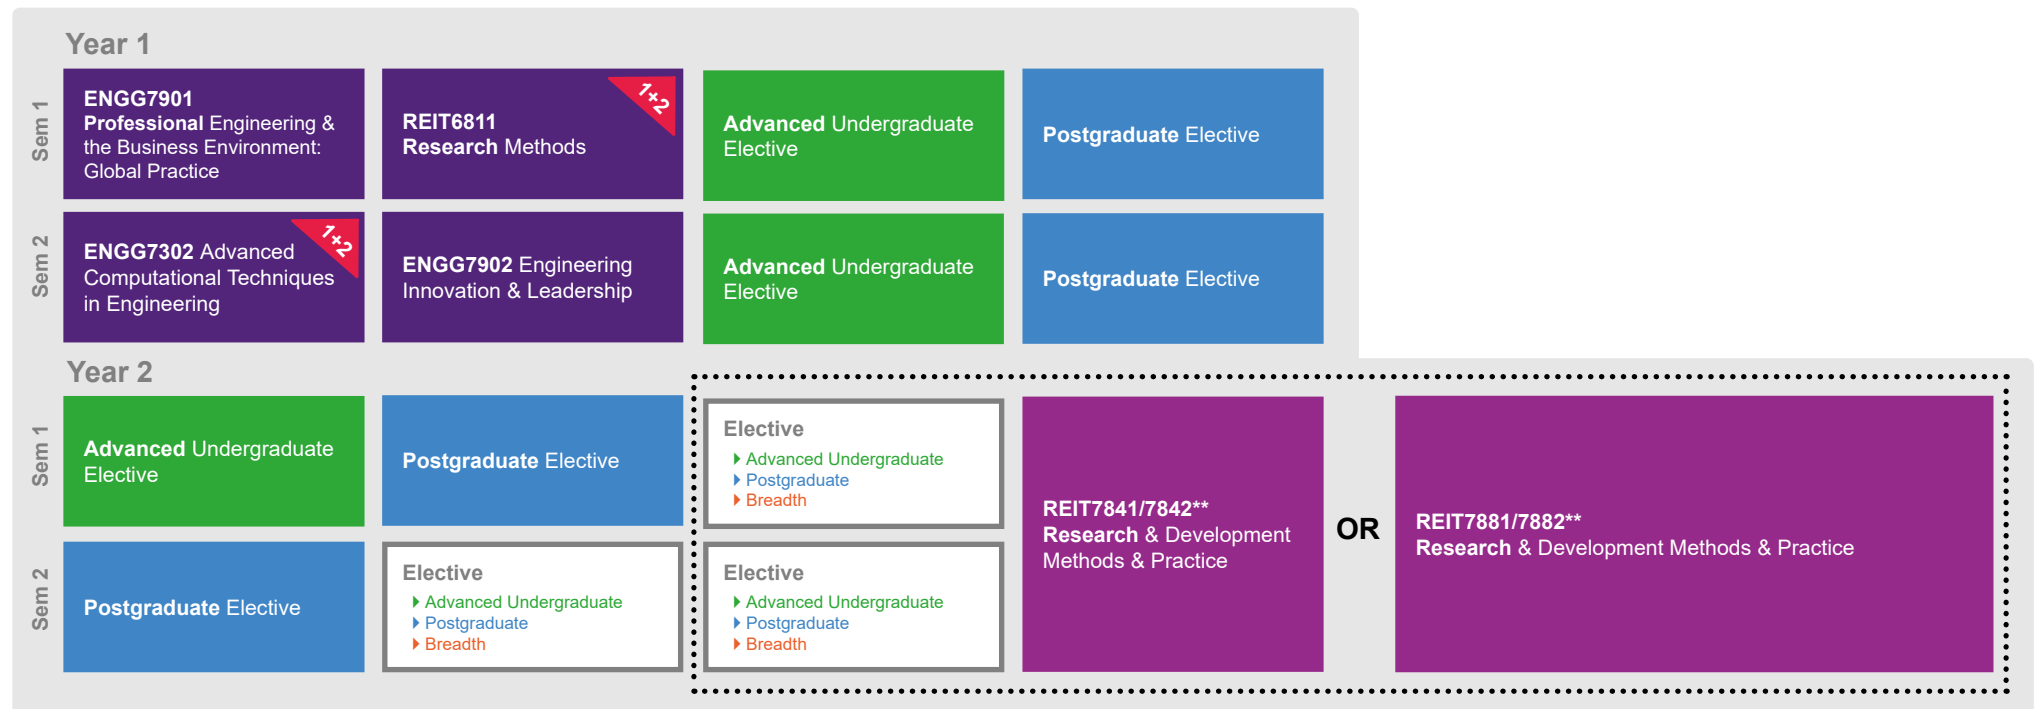 Year 1
Sem 1
ENGG7901
Professional Engineering &
the Business Environment:
Global Practice
REIT6811
Research Methods
1+2
Advanced Undergraduate
Elective
Postgraduate Elective
Sem 2
ENGG7302 Advanced
Computational Techniques
in Engineering
1+2
ENGG7902 Engineering
Innovation & Leadership
Advanced Undergraduate
Elective
Postgraduate Elective
Year 2
Sem 1
Advanced Undergraduate
Elective
Postgraduate Elective
Elective
Advanced Undergraduate
Postgraduate
Breadth
REIT7841/7842**
Research & Development
Methods & Practice
OR
REIT7881/7882**
Research & Development Methods & Practice
Sem 2
Postgraduate Elective
Elective
Advanced Undergraduate
Postgraduate
Breadth
Elective
Advanced Undergraduate
Postgraduate
Breadth